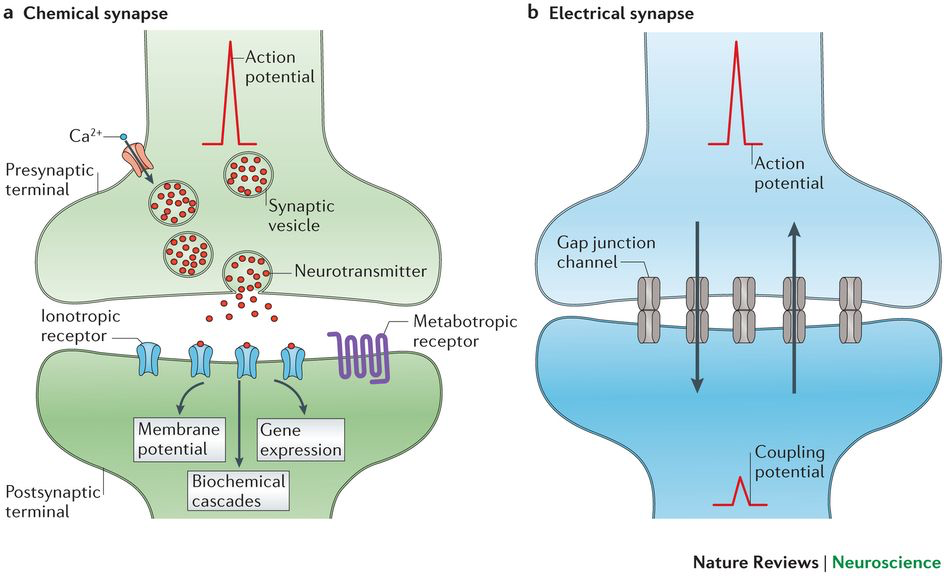 a Chemical synapse
Action
potential
Ca²⁺
Presynaptic
terminal
Synaptic
vesicle
Neurotransmitter
Ionotropic
receptor
Metabotropic
receptor
Membrane
potential
Gene
expression
Biochemical
cascades
Postsynaptic
terminal
b Electrical synapse
Action
potential
Gap junction
channel
Coupling
potential
Nature Reviews | Neuroscience